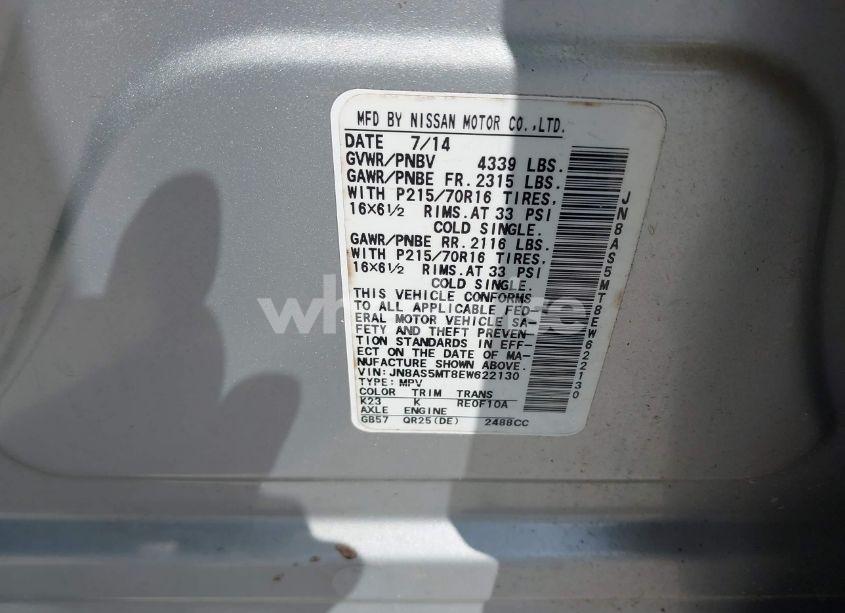 MFD BY NISSAN MOTOR CO.,LTD.
DATE 7/14
GVWR/PNBV 4339 LBS.
GAWR/PNBE FR. 2315 LBS.
WITH P215/70R16 TIRES,
16X6½ RIMS.AT 33 PSI
COLD SINGLE.
GAWR/PNBE RR. 2116 LBS.
WITH P215/70R16 TIRES,
16X6½ RIMS.AT 33 PSI
COLD SINGLE.
THIS VEHICLE CONFORMS
TO ALL APPLICABLE FED-
ERAL MOTOR VEHICLE SA-
FETY AND THEFT PREVEN-
TION STANDARDS IN EFF-
ECT ON THE DATE OF MA-
NUFACTURE SHOWN ABOVE.
VIN: JN8AS5MT8EW622130
TYPE: MPV
COLOR TRIM TRANS
K23 K RE0F10A
AXLE ENGINE
GB57 QR25(DE) 2488CC
JN8AS5MT8EW622130